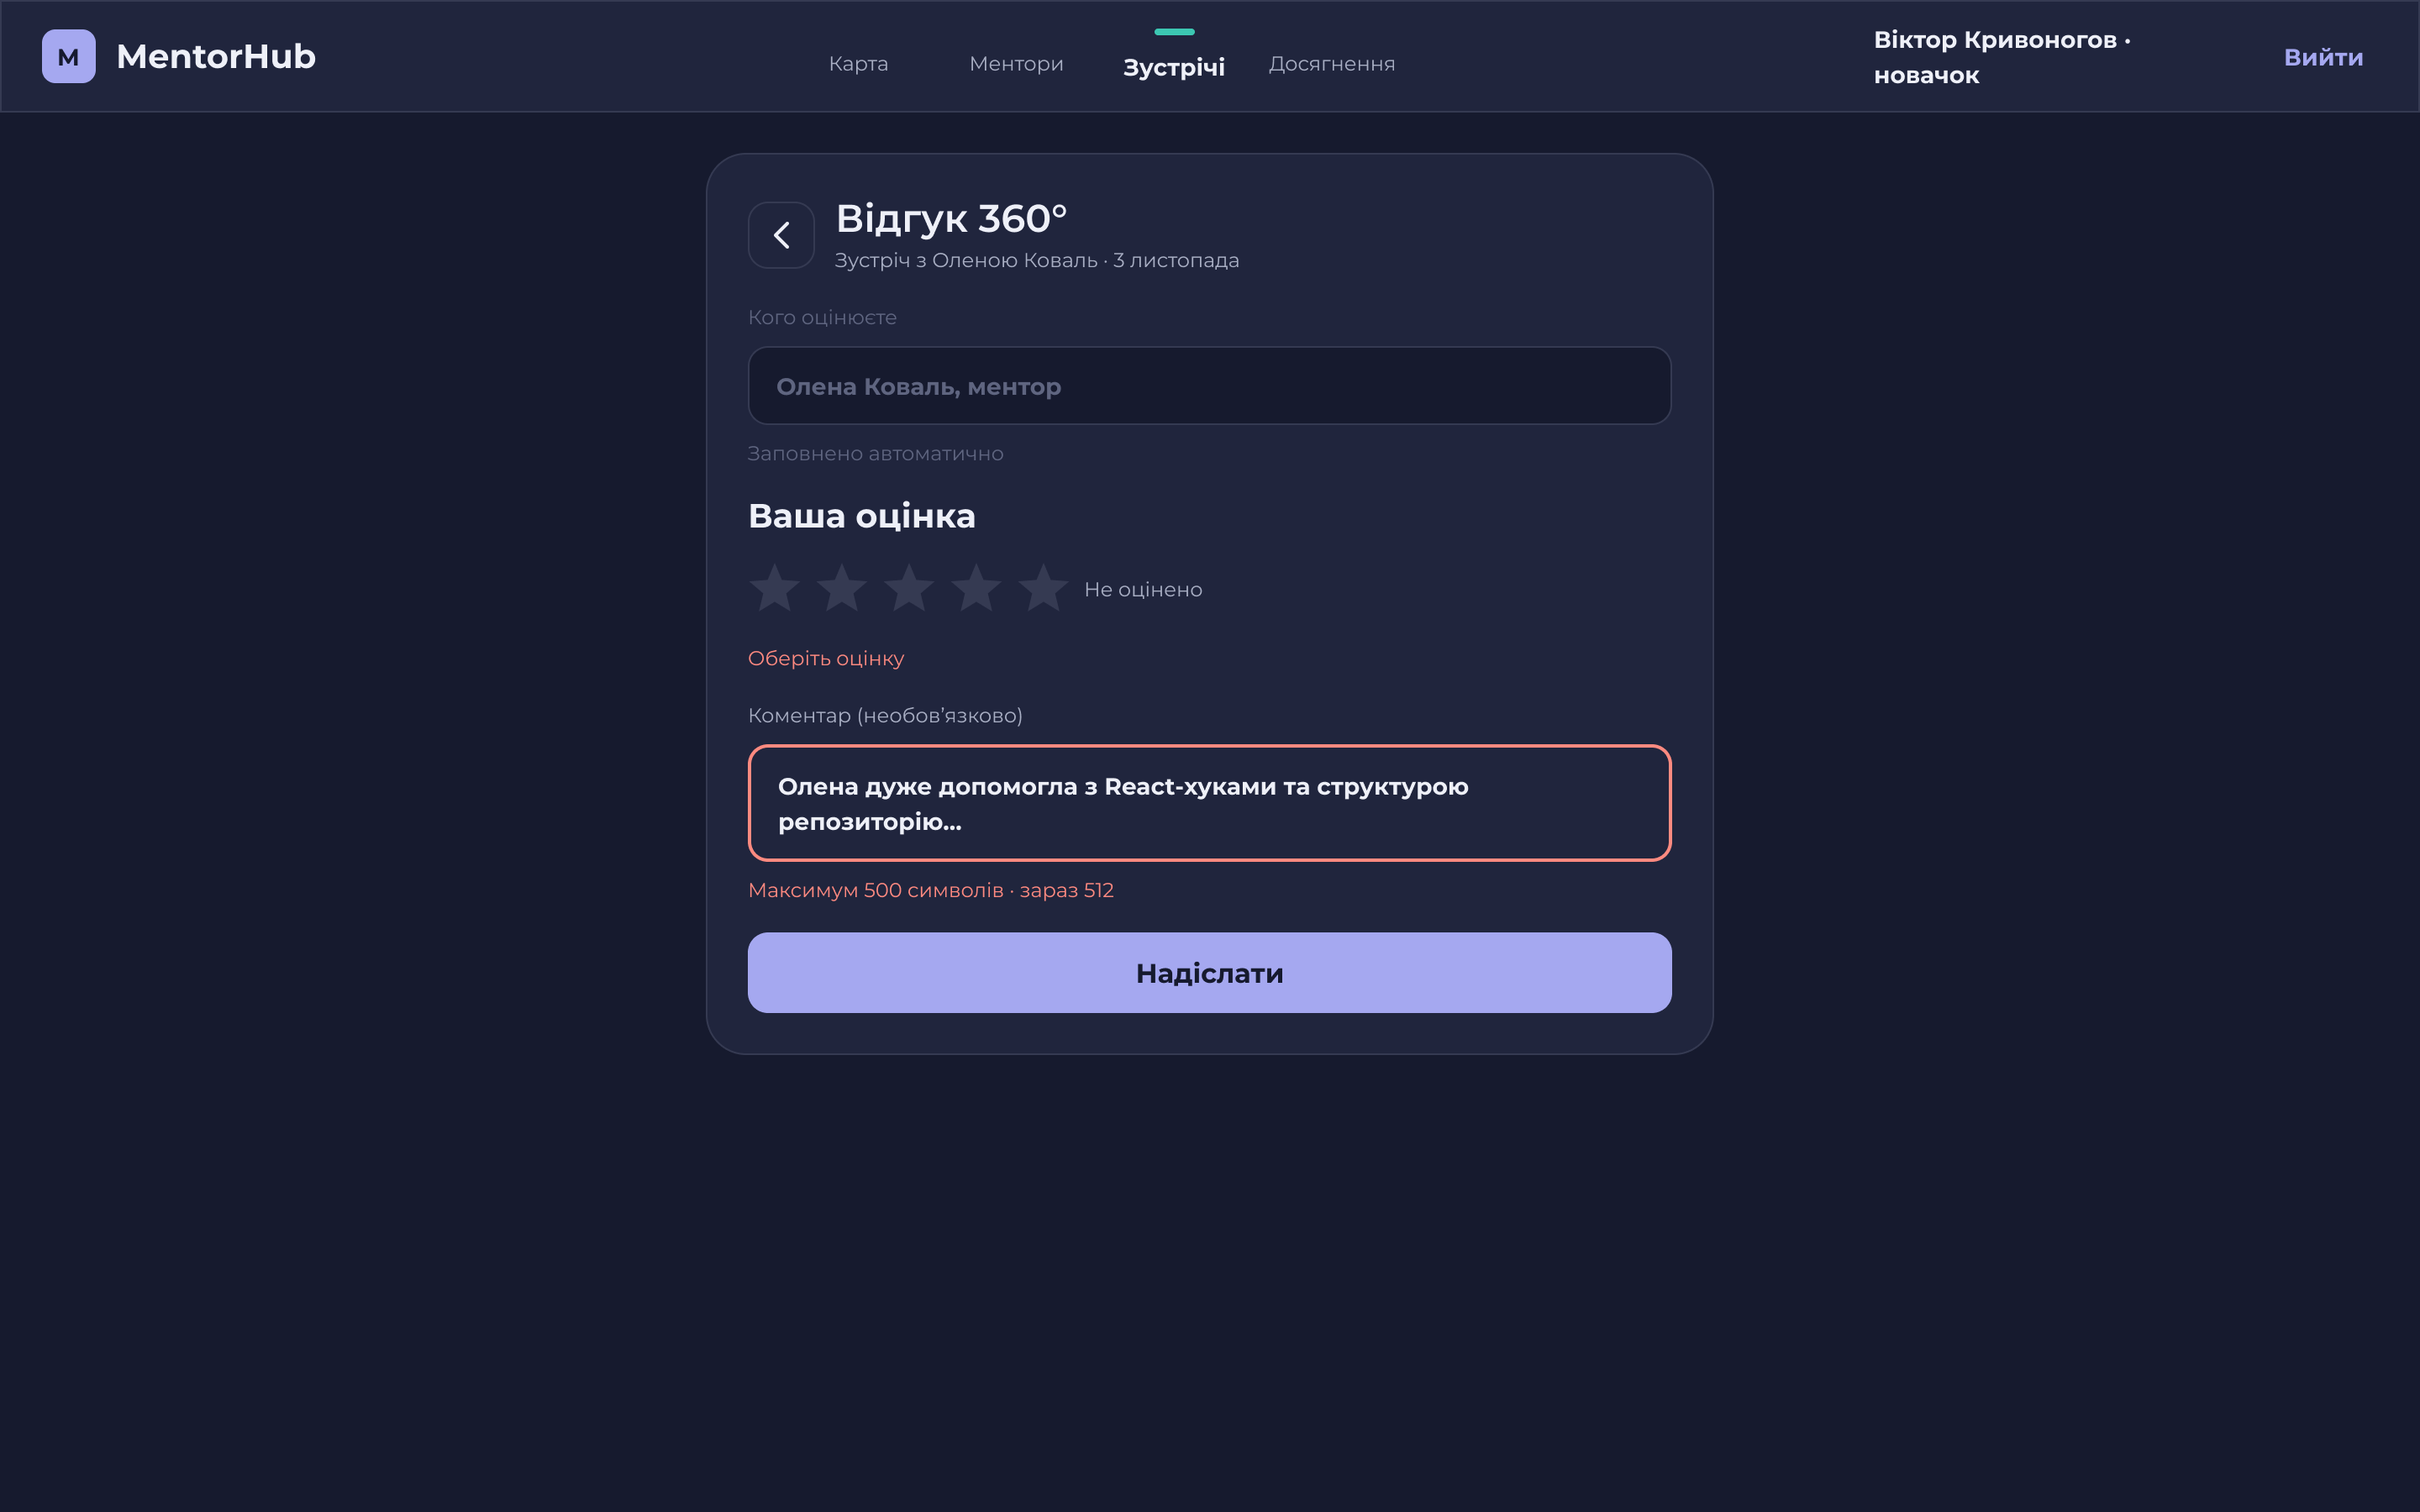 M MentorHub
Карта Ментори Зустрічі Досягнення
Віктор Кривоногов ·
новачок
Вийти
Відгук 360°
Зустріч з Оленою Коваль · 3 листопада
Кого оцінюєте
Олена Коваль, ментор
Заповнено автоматично
Ваша оцінка
Не оцінено
Оберіть оцінку
Коментар (необов’язково)
Олена дуже допомогла з React-хуками та структурою
репозиторію...
Максимум 500 символів · зараз 512
Надіслати